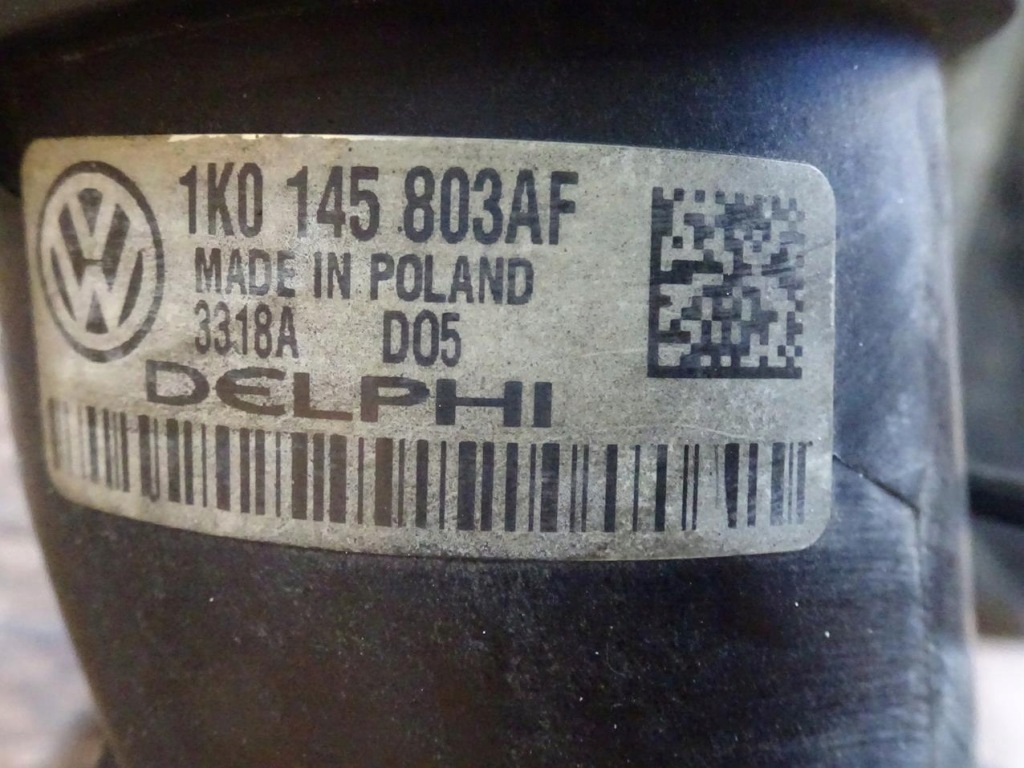 1K0 145 803AF
MADE IN POLAND
3318A D05
DELPHI